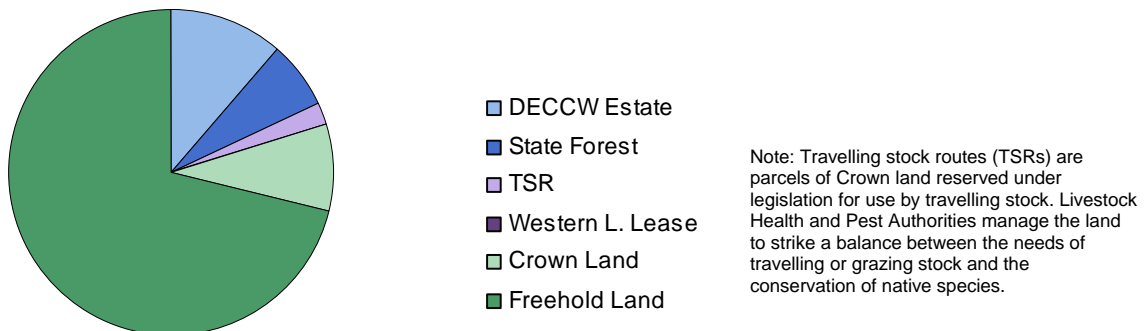 DECCW Estate
State Forest
TSR
Western L. Lease
Crown Land
Freehold Land
Note: Travelling stock routes (TSRs) are
parcels of Crown land reserved under
legislation for use by travelling stock. Livestock
Health and Pest Authorities manage the land
to strike a balance between the needs of
travelling or grazing stock and the
conservation of native species.